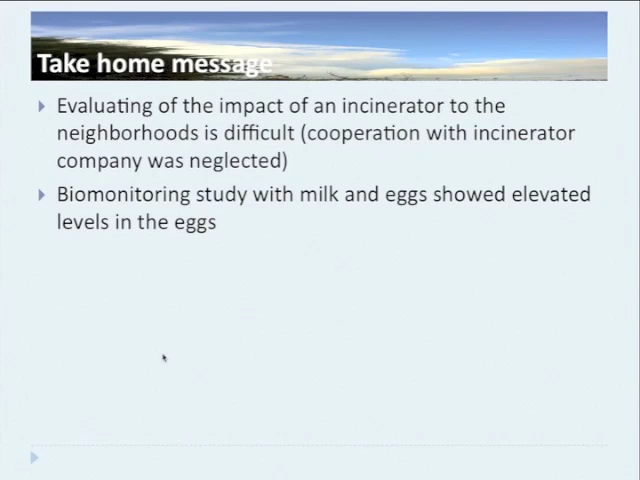 Take home message
Evaluating of the impact of an incinerator to the
neighborhoods is difficult (cooperation with incinerator
company was neglected)
Biomonitoring study with milk and eggs showed elevated
levels in the eggs